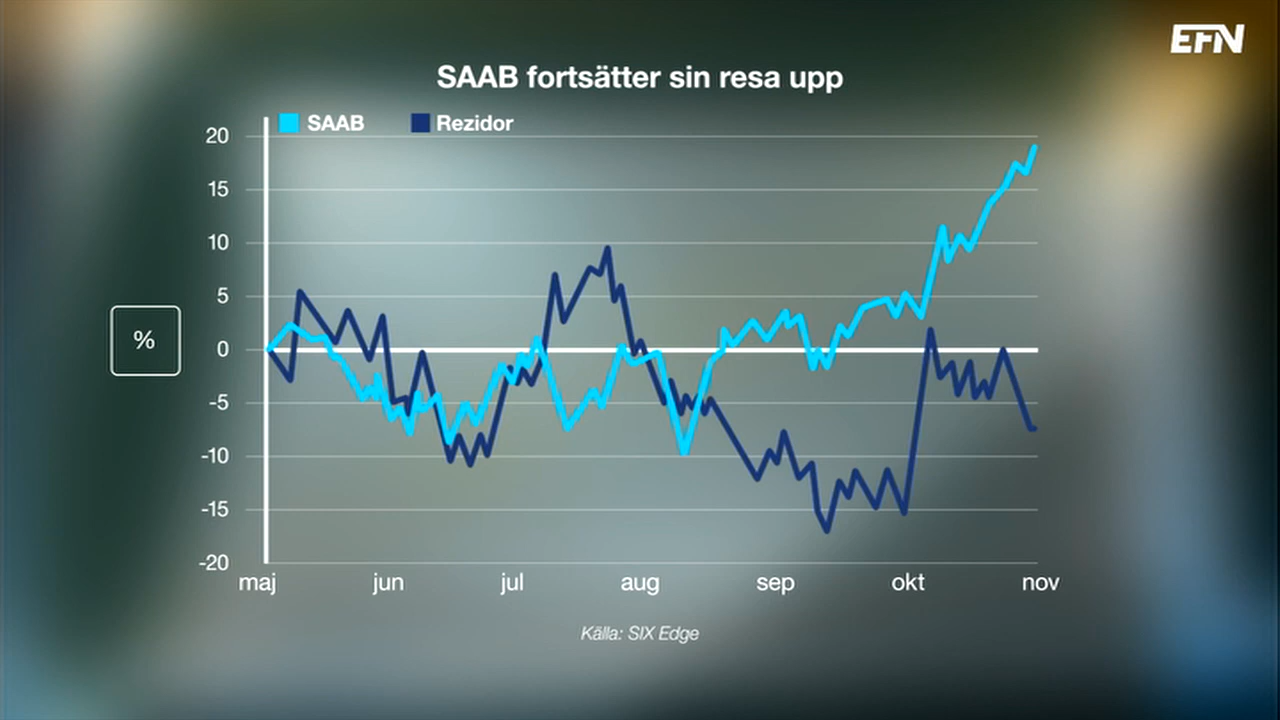 EFN
SAAB fortsätter sin resa upp
SAAB Rezidor
20
15
10
5
0
-5
-10
-15
-20
%
maj jun jul aug sep okt nov
Källa: SIX Edge